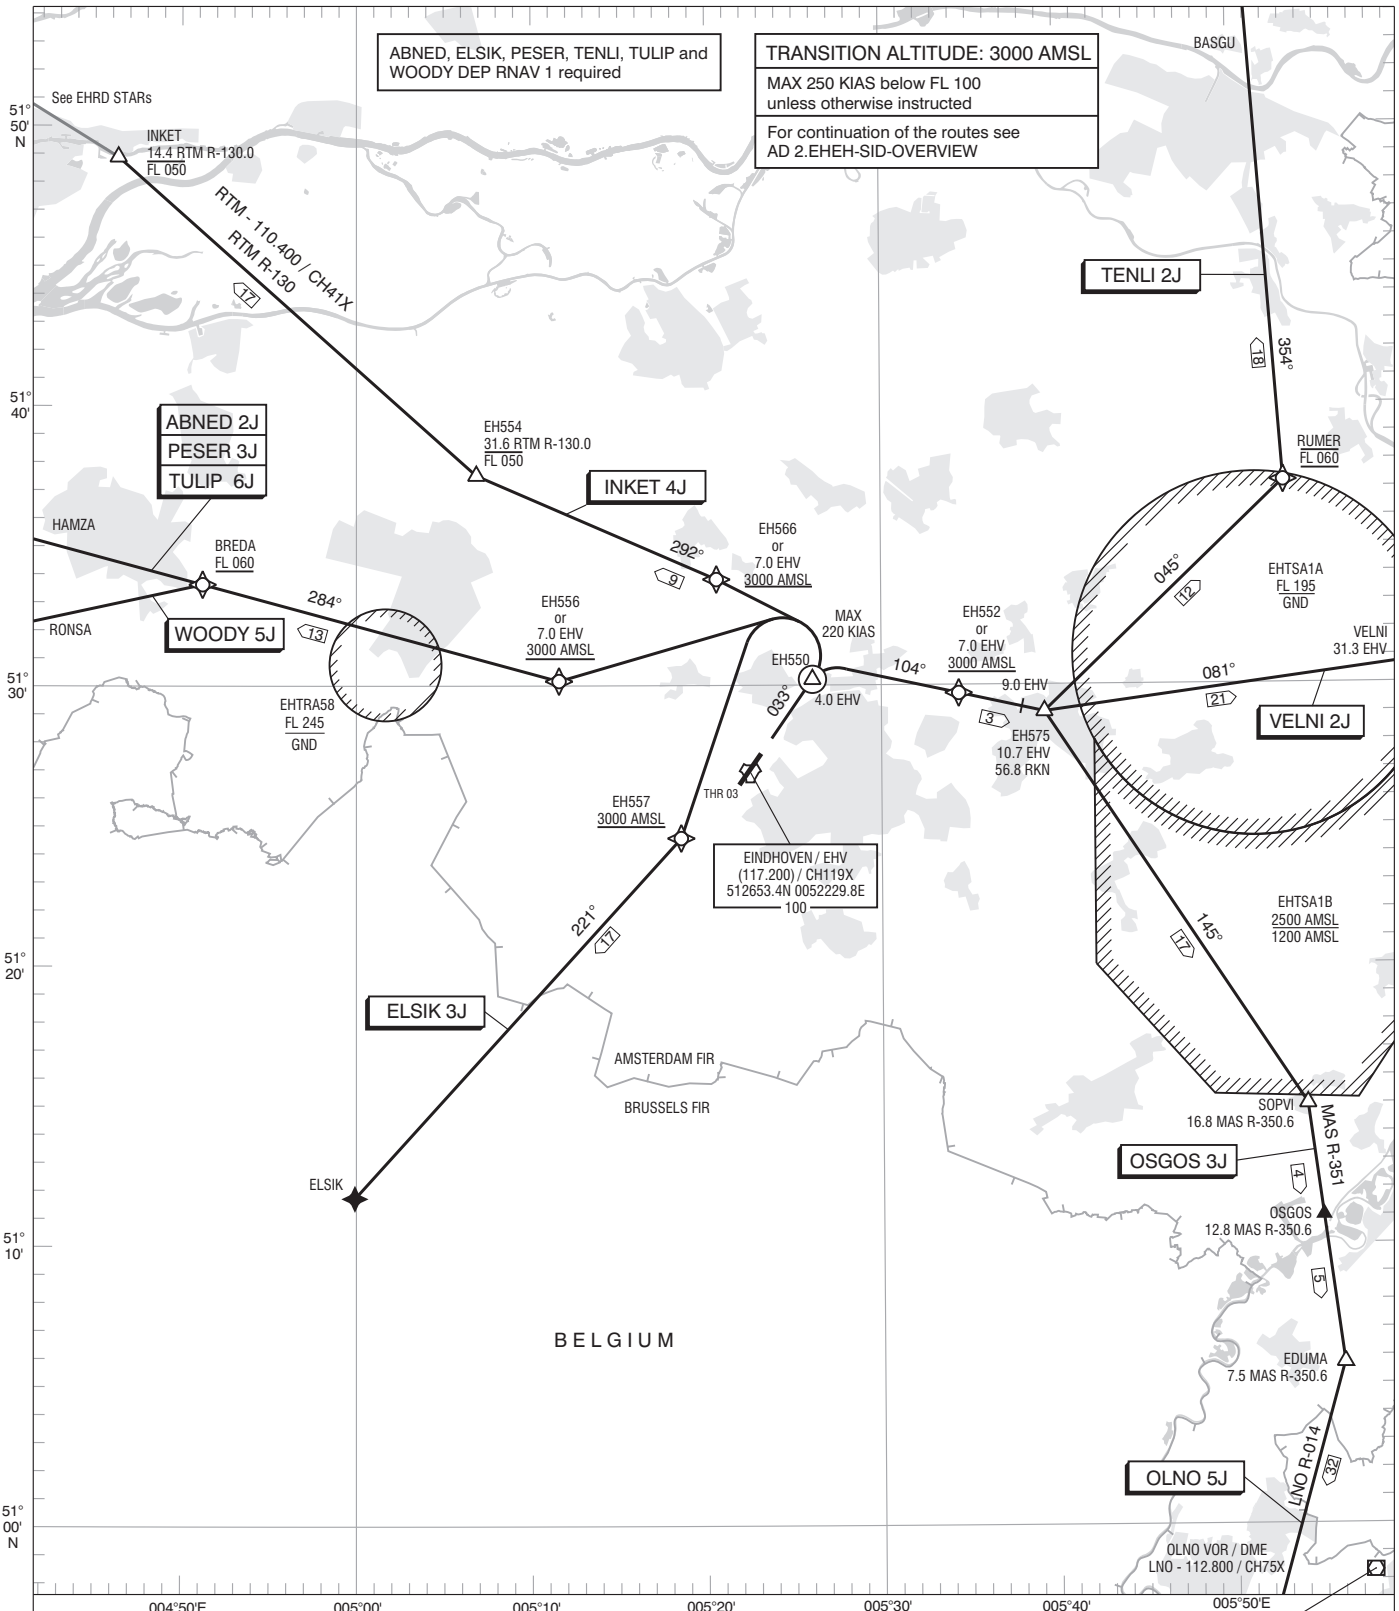 ABNED, ELSIK, PESER, TENLI, TULIP and
WOODY DEP RNAV 1 required
TRANSITION ALTITUDE: 3000 AMSL
MAX 250 KIAS below FL 100
unless otherwise instructed
For continuation of the routes see
AD 2.EHEH-SID-OVERVIEW
BASGU
See EHRD STARs
51°
50'
N
INKET
14.4 RTM R-130.0
FL 050
RTM - 110.400 / CH41X
RTM R-130
17
TENLI 2J
354°
18
51°
40'
ABNED 2J
PESER 3J
TULIP 6J
EH554
31.6 RTM R-130.0
FL 050
INKET 4J
RUMER
FL 060
HAMZA
BREDA
FL 060
EH566
or
7.0 EHV
3000 AMSL
292°
9
045°
12
EHTSA1A
FL 195
GND
284°
13
EH556
or
7.0 EHV
3000 AMSL
MAX
220 KIAS
EH552
or
7.0 EHV
3000 AMSL
RONSA
WOODY 5J
VELNI
31.3 EHV
EH550
4.0 EHV
033°
104°
3
9.0 EHV
081°
21
51°
30'
EHTRA58
FL 245
GND
VELNI 2J
EH575
10.7 EHV
56.8 RKN
THR 03
EH557
3000 AMSL
EINDHOVEN / EHV
(117.200) / CH119X
512653.4N 0052229.8E
100
EHTSA1B
2500 AMSL
1200 AMSL
221°
17
145°
17
51°
20'
ELSIK 3J
AMSTERDAM FIR
BRUSSELS FIR
SOPVI
16.8 MAS R-350.6
MAS R-351
OSGOS 3J
4
ELSIK
OSGOS
12.8 MAS R-350.6
51°
10'
5
BELGIUM
EDUMA
7.5 MAS R-350.6
LNO R-014
32
OLNO 5J
51°
00'
N
OLNO VOR / DME
LNO - 112.800 / CH75X
004°50'E
005°00'
005°10'
005°20'
005°30'
005°40'
005°50'E